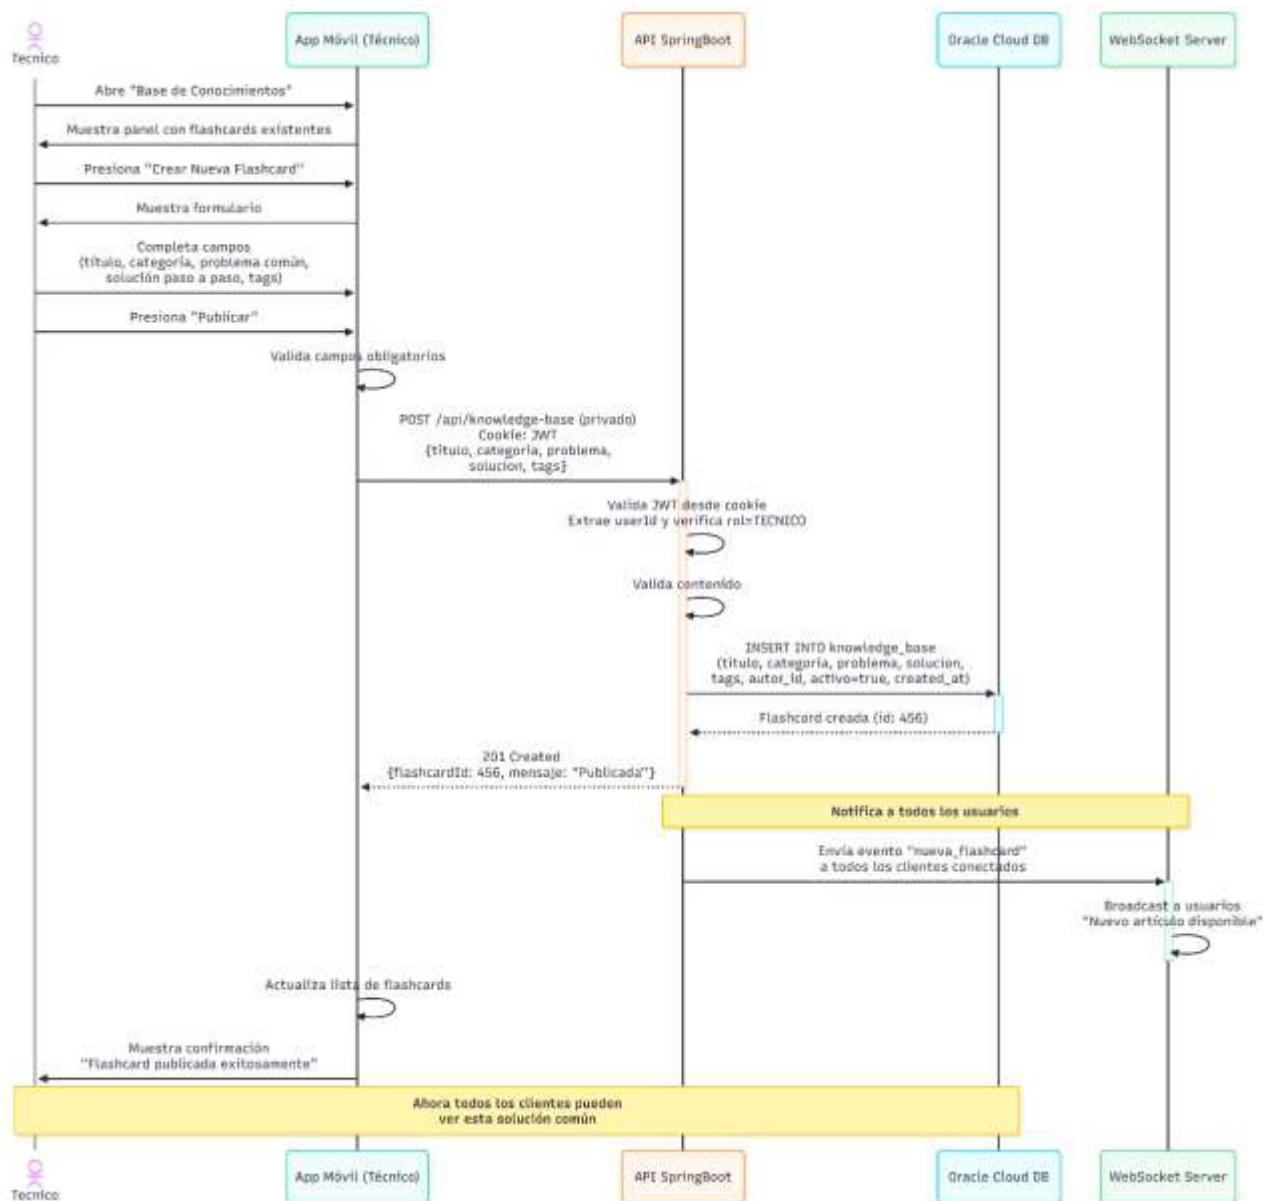 Tecnico
App Móvil (Técnico)
API SpringBoot
Oracle Cloud DB
WebSocket Server
Abre "Base de Conocimientos"
Muestra panel con flashcards existentes
Presiona "Crear Nueva Flashcard"
Muestra formulario
Completa campos
(título, categoría, problema común,
solución paso a paso, tags)
Presiona "Publicar"
Valida campos obligatorios
POST /api/knowledge-base (privado)
Cookie: JWT
{titulo, categoria, problema,
solucion, tags}
Valida JWT desde cookie
Extrae userId y verifica rol=TECNICO
Valida contenido
INSERT INTO knowledge_base
(titulo, categoria, problema, solucion,
tags, autor_id, activo=true, created_at)
Flashcard creada (id: 456)
201 Created
{flashcardId: 456, mensaje: "Publicada"}
Notifica a todos los usuarios
Envía evento "nueva_flashcard"
a todos los clientes conectados
Broadcast a usuarios
"Nuevo artículo disponible"
Actualiza lista de flashcards
Muestra confirmación
"Flashcard publicada exitosamente"
Ahora todos los clientes pueden
ver esta solución común
Tecnico
App Móvil (Técnico)
API SpringBoot
Oracle Cloud DB
WebSocket Server